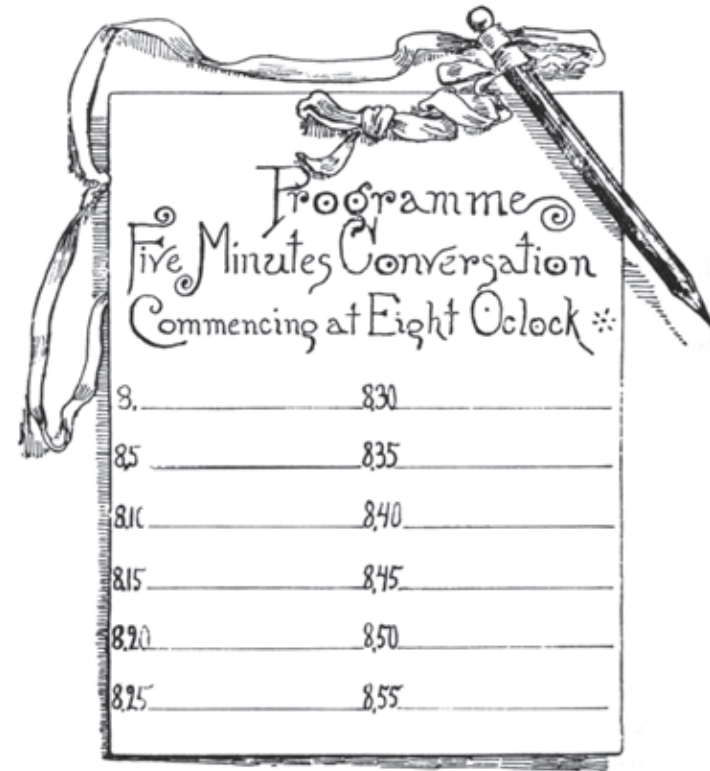 Programme
Five Minutes Conversation
Commencing at Eight Oclock
8. 8,30
8,5 8,35
8,10 8,40
8,15 8,45
8,20 8,50
8,25 8,55